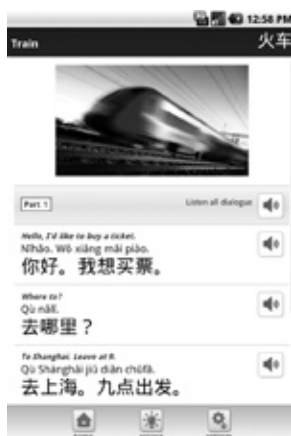 12:58 PM
Train 火车
Part 1 Listen all dialogue
Hello, I'd like to buy a ticket.
Nǐhǎo. Wǒ xiǎng mǎi piào.
你好。我想买票。
Where to?
Qù nǎlǐ.
去哪里？
To Shanghai. Leave at 9.
Qù Shànghǎi jiǔ diǎn chūfā.
去上海。九点出发。